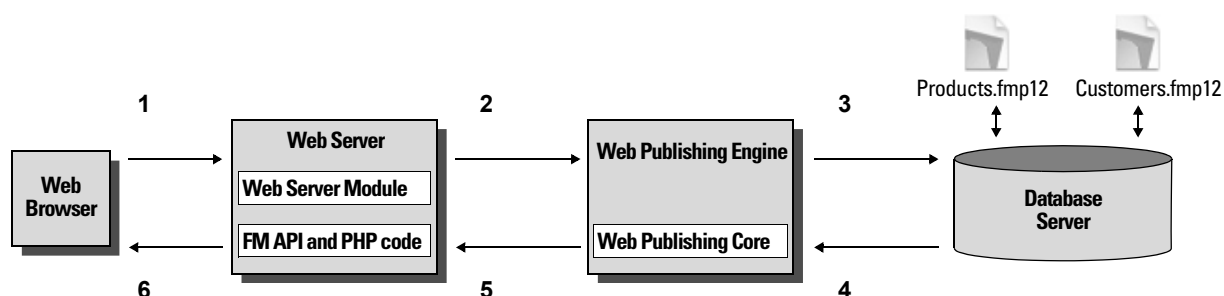 Products.fmp12
Customers.fmp12
1
2
3
Web Browser
Web Server
Web Server Module
FM API and PHP code
Web Publishing Engine
Web Publishing Core
Database
Server
6
5
4